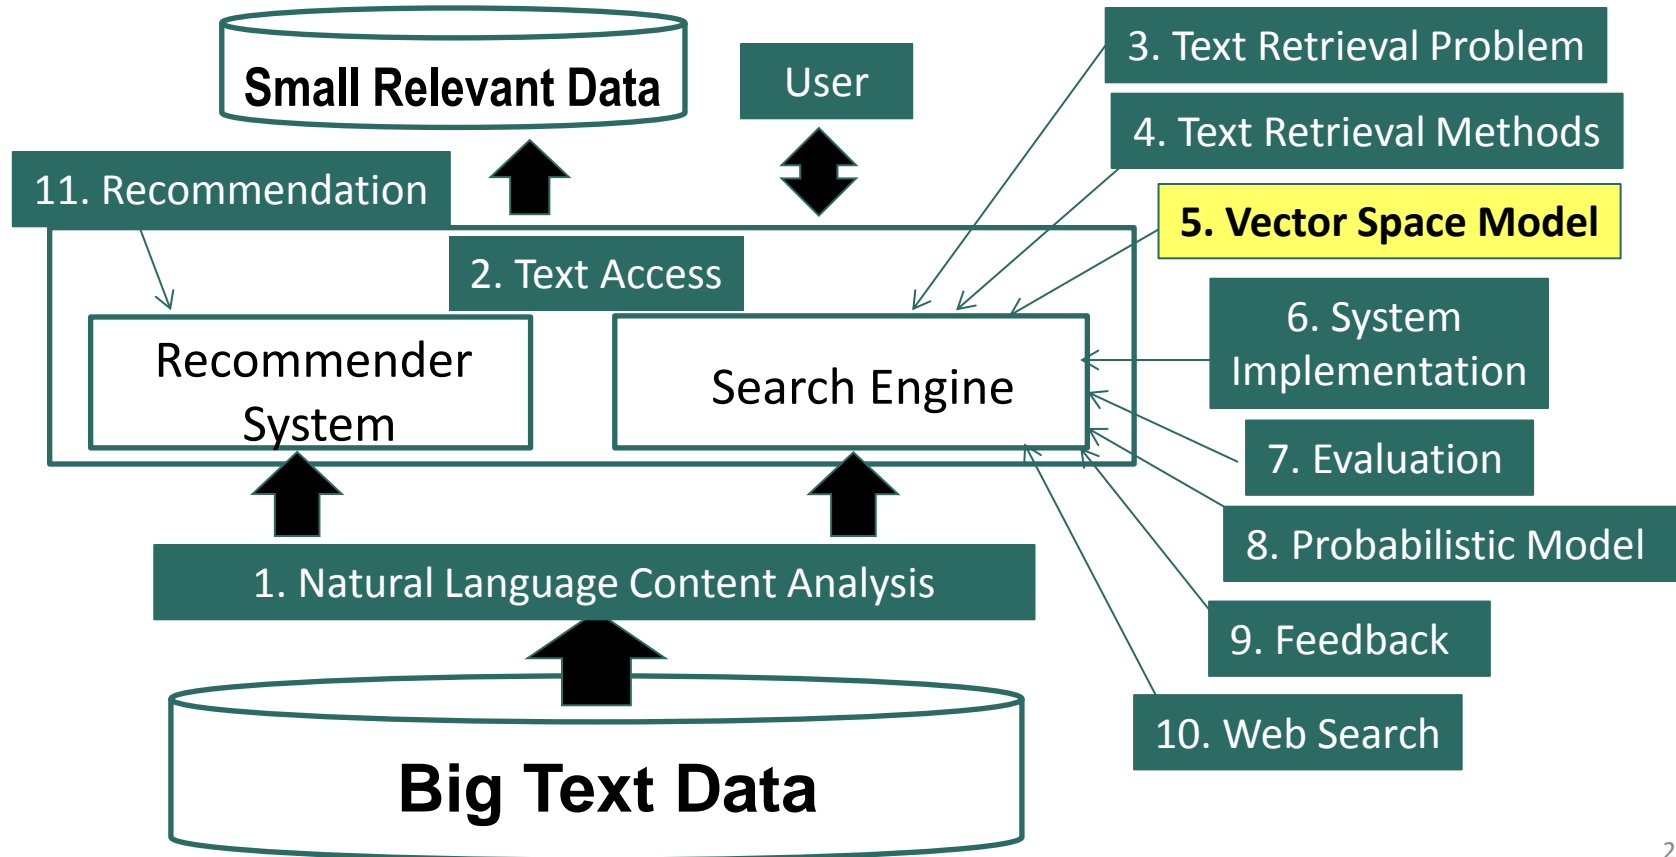 Small Relevant Data
User
3. Text Retrieval Problem
4. Text Retrieval Methods
11. Recommendation
5. Vector Space Model
2. Text Access
6. System
Implementation
Recommender
System
Search Engine
7. Evaluation
8. Probabilistic Model
1. Natural Language Content Analysis
9. Feedback
10. Web Search
Big Text Data
2